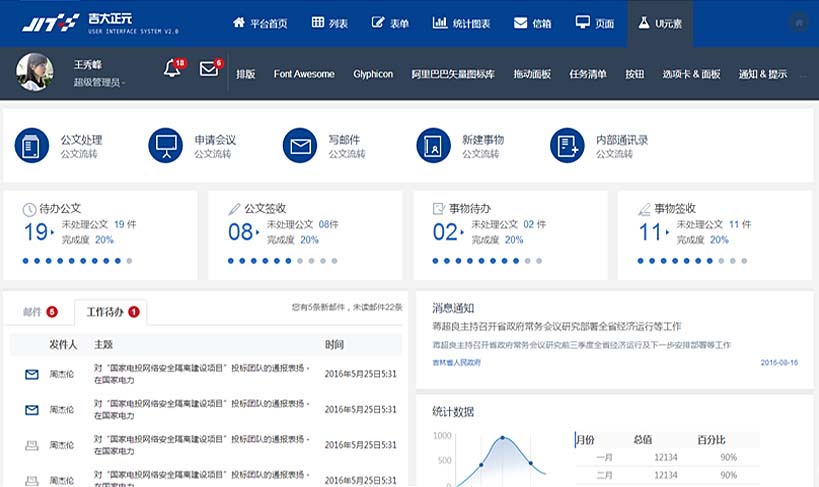 JIT 吉大正元
USER INTERFACE SYSTEM V2.0
平台首页 列表 表单 统计图表 信箱 页面 UI元素
王秀峰
超级管理员
18 6
排版 Font Awesome Glyphicon 阿里巴巴矢量图标库 拖动面板 任务清单 按钮 选项卡 & 面板 通知 & 提示
公文处理 申请会议 写邮件 新建事物 内部通讯录
公文流转 公文流转 公文流转 公文流转 公文流转
待办公文 公文签收 事物待办 事物签收
19 未处理公文 19 件 08 未处理公文 08件 02 未处理公文 02 件 11 未处理公文 11 件
完成度 20% 完成度 20% 完成度 20% 完成度 20%
邮件 5 工作待办 1 您有5条新邮件，未读邮件22条
发件人 主题 时间
周杰伦 对“国家电投网络安全隔离建设项目”投标团队的通报表扬 -
在国家电力 2016年5月25日5:31
周杰伦 对“国家电投网络安全隔离建设项目”投标团队的通报表扬 -
在国家电力 2016年5月25日5:31
周杰伦 对“国家电投网络安全隔离建设项目”投标团队的通报表扬 -
在国家电力 2016年5月25日5:31
周杰伦 对“国家电投网络安全隔离建设项目”投标团队的通报表扬 -
在国家电力 2016年5月25日5:31
消息通知
蒋超良主持召开省政府常务会议研究部署全省经济运行等工作
蒋超良主持召开省政府常务会议研究前三季度全省经济运行及下一步安排部署等工作
吉林省人民政府 2016-08-16
统计数据
1000
500
0
月份 总值 百分比
一月 12134 90%
二月 12134 90%